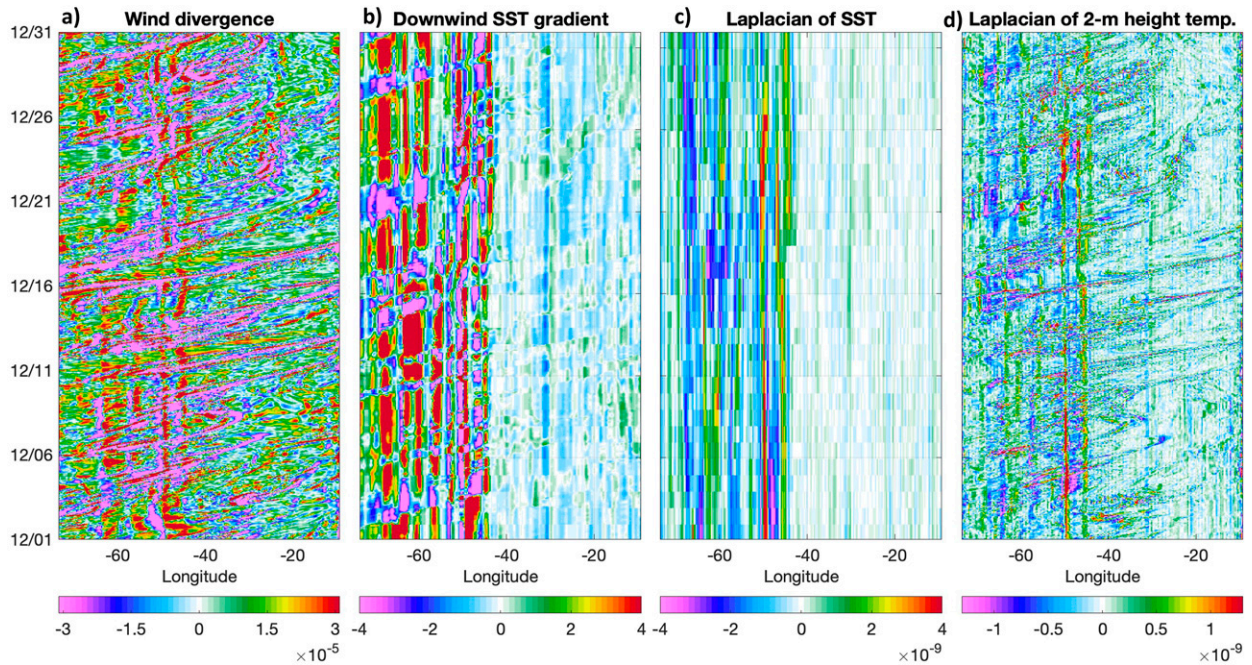 a) Wind divergence
b) Downwind SST gradient
c) Laplacian of SST
d) Laplacian of 2-m height temp.
12/31
12/26
12/21
12/16
12/11
12/06
12/01
-60 -40 -20
-60 -40 -20
-60 -40 -20
-60 -40 -20
Longitude
Longitude
Longitude
Longitude
-3 -1.5 0 1.5 3
×10⁻⁵
-4 -2 0 2 4
-4 -2 0 2 4
×10⁻⁹
-1 -0.5 0 0.5 1
×10⁻⁹